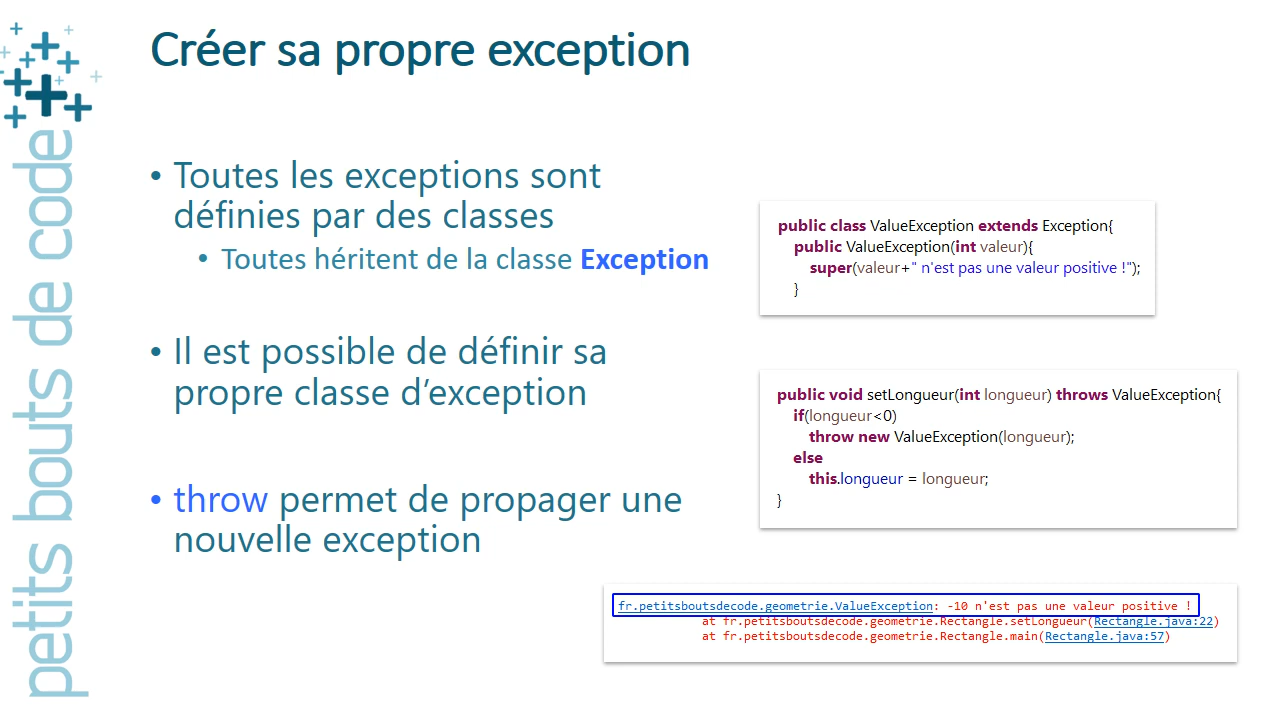 Créer sa propre exception
• Toutes les exceptions sont
définies par des classes
• Toutes héritent de la classe Exception
• Il est possible de définir sa
propre classe d’exception
• throw permet de propager une
nouvelle exception
public class ValueException extends Exception{
public ValueException(int valeur){
super(valeur+" n'est pas une valeur positive !");
}
public void setLongueur(int longueur) throws ValueException{
if(longueur<0)
throw new ValueException(longueur);
else
this.longueur = longueur;
}
fr.petitsboutsdecode.geometrie.ValueException: -10 n'est pas une valeur positive !
at fr.petitsboutsdecode.geometrie.Rectangle.setLongueur(Rectangle.java:22)
at fr.petitsboutsdecode.geometrie.Rectangle.main(Rectangle.java:57)
petits bouts de code